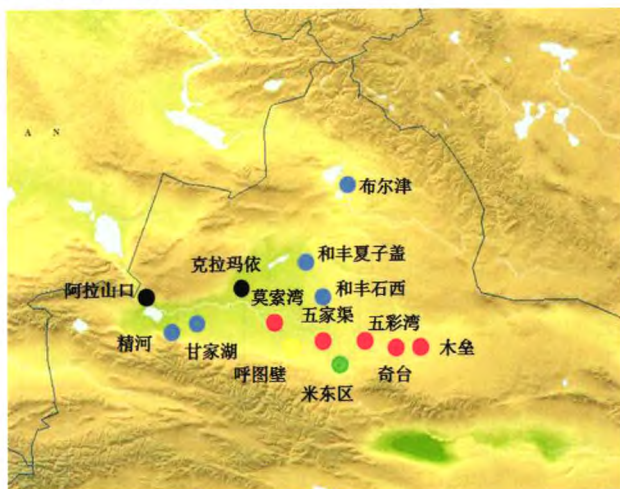 A N
布尔津
和丰夏子盖
克拉玛依
阿拉山口
莫索湾
和丰石西
五家渠
五彩湾
精河
甘家湖
木垒
呼图壁
奇台
米东区